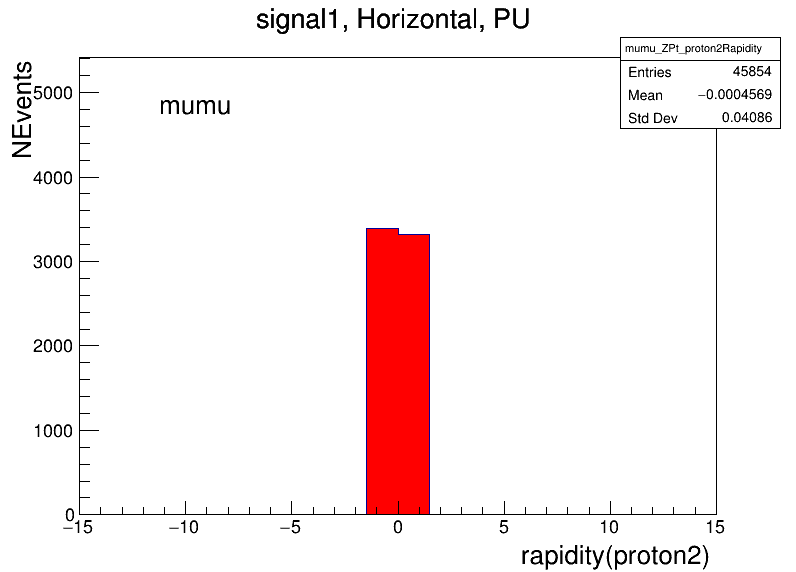 signal1, Horizontal, PU
mumu_ZPt_proton2Rapidity
Entries 45854
Mean −0.0004569
Std Dev 0.04086
NEvents
mumu
5000
4000
3000
2000
1000
0
−15 −10 −5 0 5 10 15
rapidity(proton2)